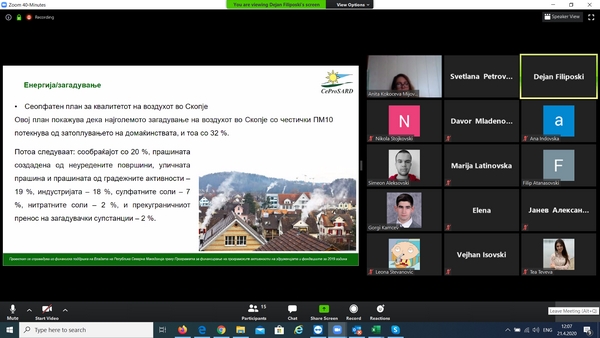 Zoom 40-Minutes
You are viewing Dejan Filiposki's screen
View Options
Recording
Speaker View
Енергија/загадување
CeProSARD
• Сеопфатен план за квалитетот на воздухот во Скопје
Овој план покажува дека најголемото загадување на воздухот во Скопје со честички ПМ10
потекнува од затоплувањето на домаќинствата, и тоа со 32 %.
Потоа следуваат: сообраќајот со 20 %, прашината
создадена од неуредените површини, уличната
прашина и прашината од градежните активности –
19 %, индустријата - 18 %, сулфатните соли – 7
%, нитратните соли – 2 %, и прекуграничниот
пренос на загадувачки супстанции – 2 %.
Anita Kokoceva Mijov...
Svetlana Petrov...
Dejan Filiposki
N
Nikola Stojkovski
Davor Mladeno...
a
Ana Indovska
Simeon Aleksovski
Marija Latinovska
F
Filip Atanasovski
Gorgi Kamcev
Elena
Јанев Алексан...
Leona Stevanovic
Vejhan Isovski
Tea Teveva
Mute
Start Video
15
Participants
Chat
Share Screen
Record
Reactions
Leave Meeting (Alt+Q)
Type here to search
ENG
12:07
21.4.2020